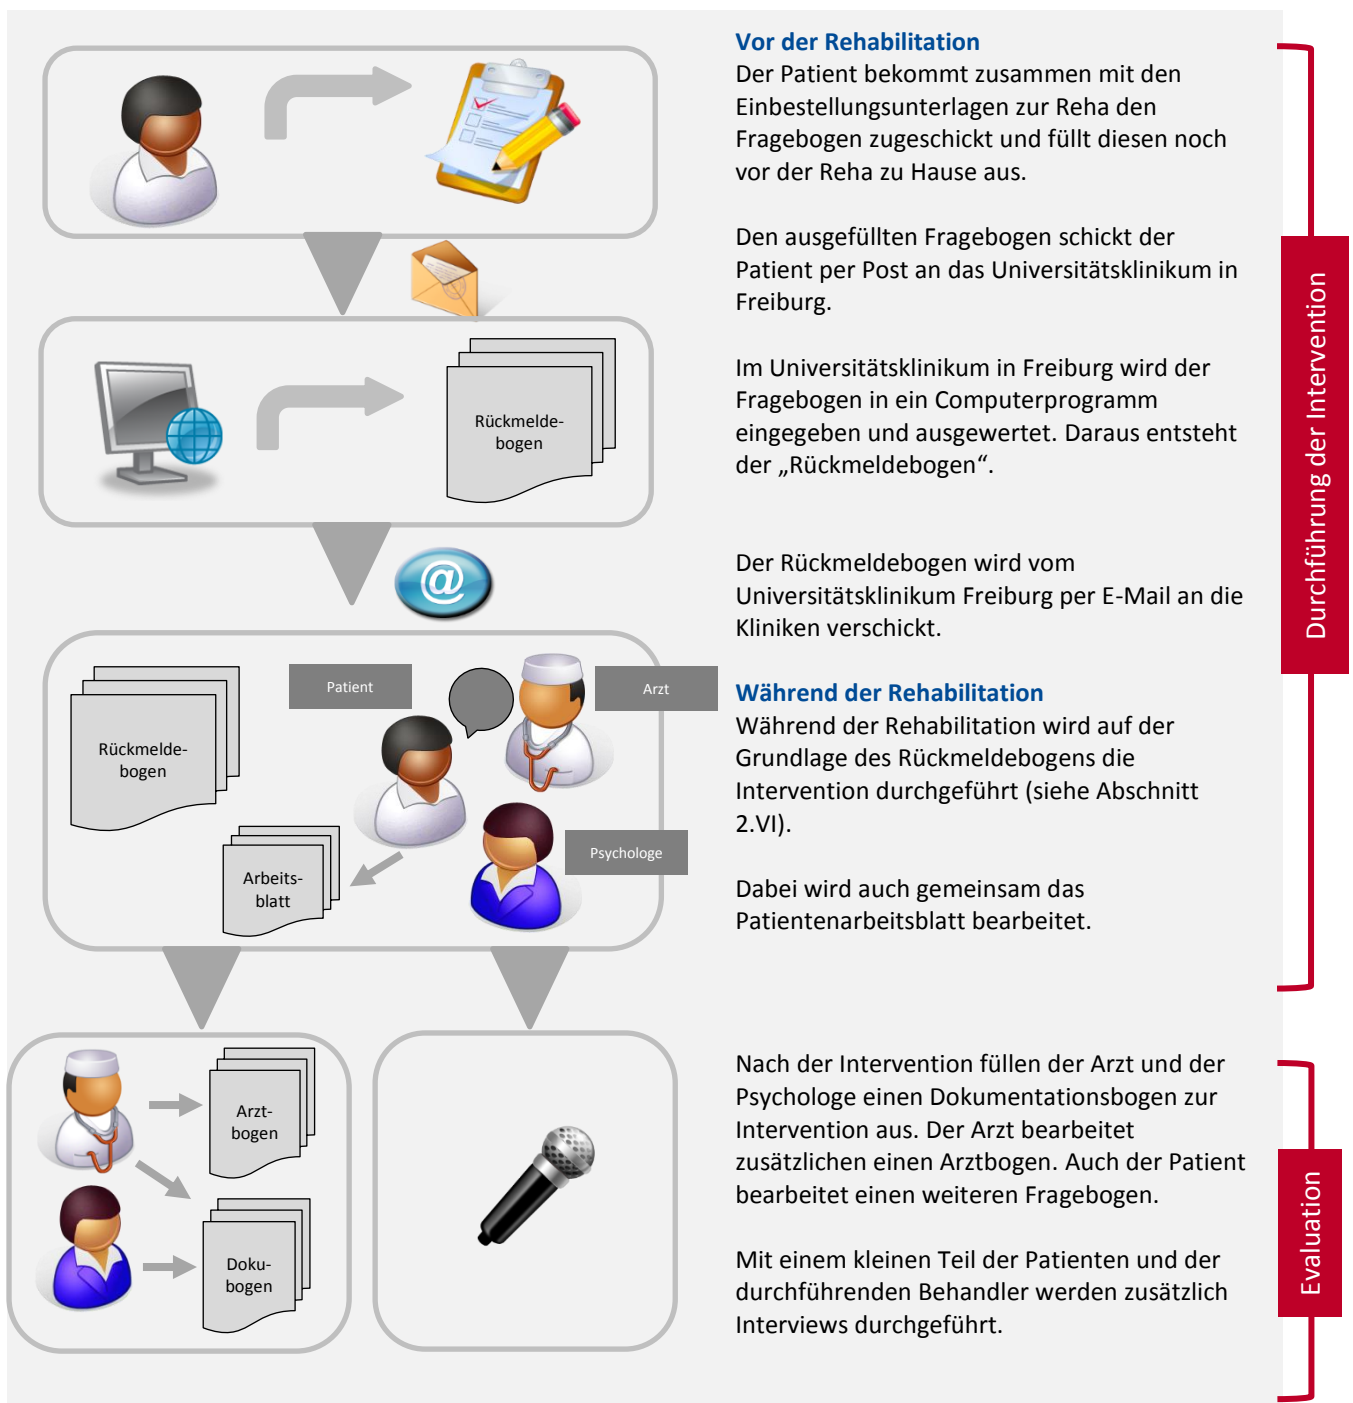 Vor der Rehabilitation
Der Patient bekommt zusammen mit den
Einbestellungsunterlagen zur Reha den
Fragebogen zugeschickt und füllt diesen noch
vor der Reha zu Hause aus.
Den ausgefüllten Fragebogen schickt der
Patient per Post an das Universitätsklinikum in
Freiburg.
Rückmelde-
bogen
Im Universitätsklinikum in Freiburg wird der
Fragebogen in ein Computerprogramm
eingegeben und ausgewertet. Daraus entsteht
der „Rückmeldebogen“.
@
Der Rückmeldebogen wird vom
Universitätsklinikum Freiburg per E-Mail an die
Kliniken verschickt.
Durchführung der Intervention
Rückmelde-
bogen
Patient
Arzt
Psychologe
Arbeits-
blatt
Während der Rehabilitation
Während der Rehabilitation wird auf der
Grundlage des Rückmeldebogens die
Intervention durchgeführt (siehe Abschnitt
2.VI).
Dabei wird auch gemeinsam das
Patientenarbeitsblatt bearbeitet.
Arzt-
bogen
Doku-
bogen
Nach der Intervention füllen der Arzt und der
Psychologe einen Dokumentationsbogen zur
Intervention aus. Der Arzt bearbeitet
zusätzlichen einen Arztbogen. Auch der Patient
bearbeitet einen weiteren Fragebogen.
Mit einem kleinen Teil der Patienten und der
durchführenden Behandler werden zusätzlich
Interviews durchgeführt.
Evaluation